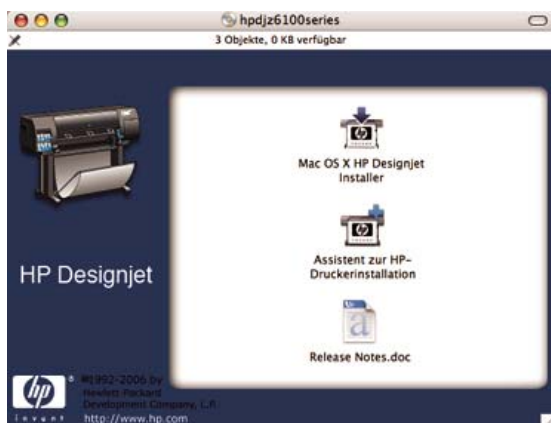 hpdjz6100series
3 Objekte, 0 KB verfügbar
Mac OS X HP Designjet
Installer
Assistent zur HP-
Druckerinstallation
Release Notes.doc
HP Designjet
hp
®
invent
©1992-2006 by
Hewlett-Packard
Development Company, L.P.
http://www.hp.com